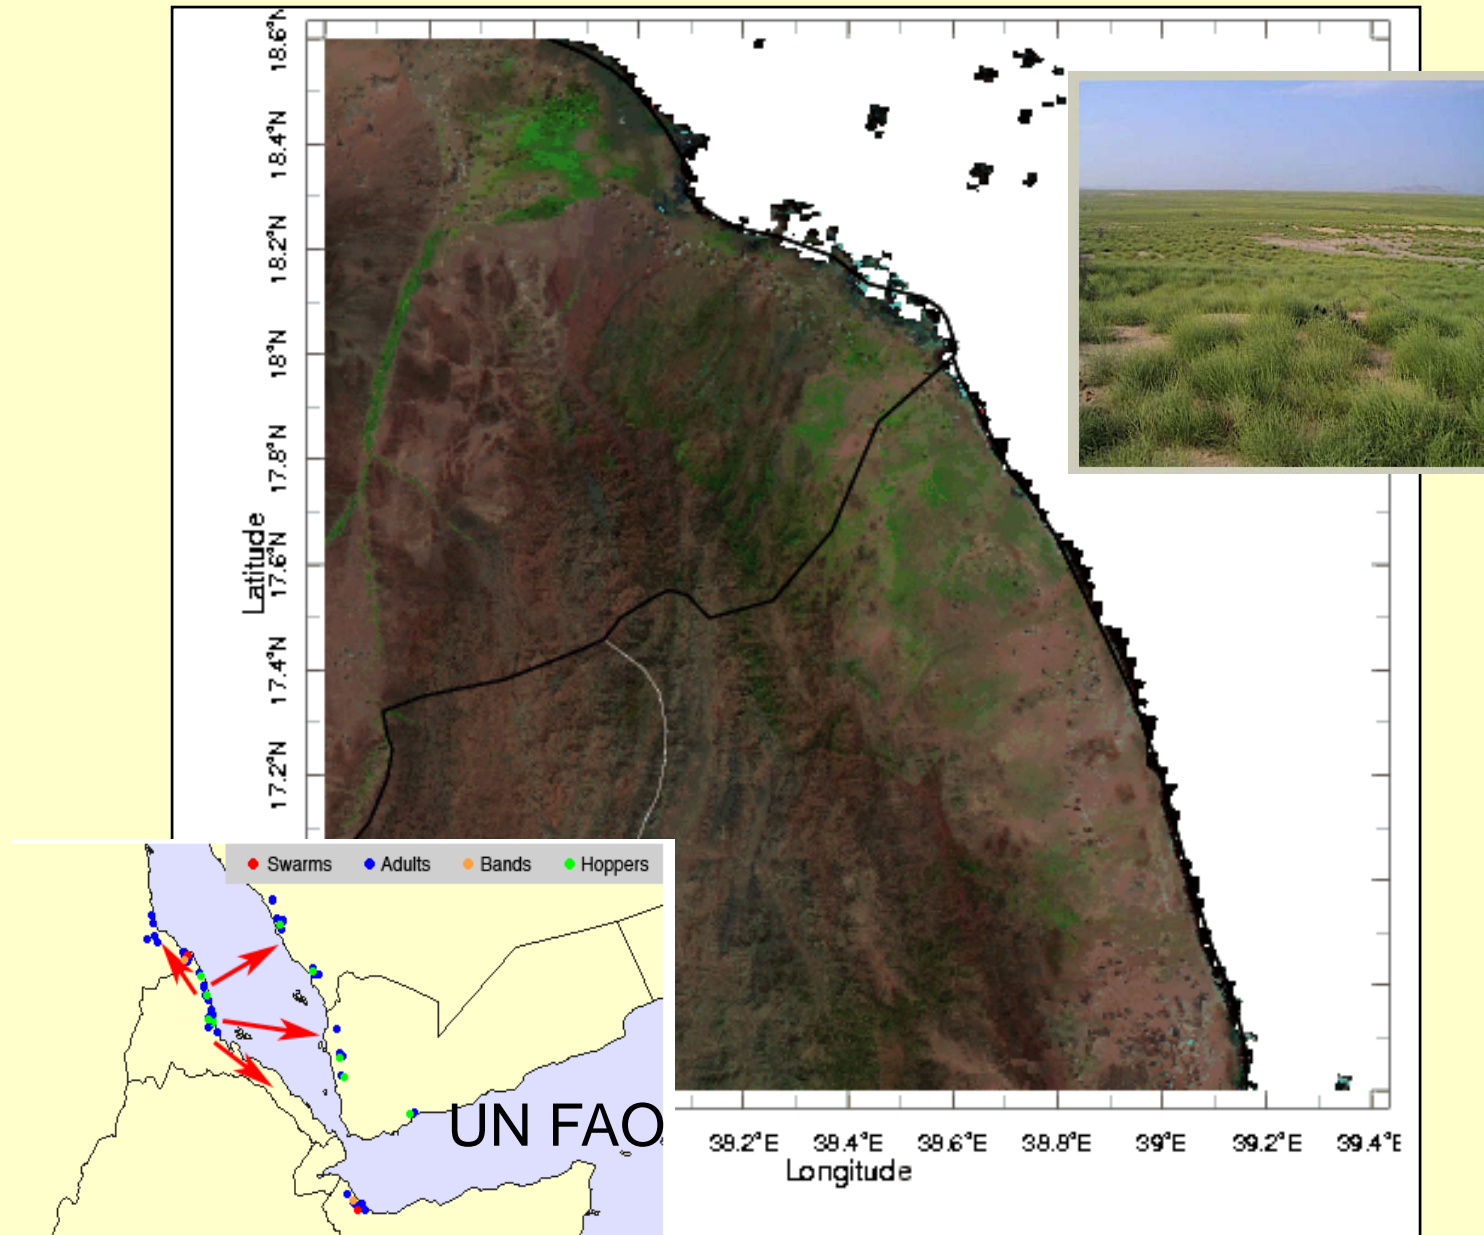 18.6°N
18.4°N
18.2°N
18°N
17.8°N
17.6°N
17.4°N
17.2°N
Latitude
Swarms Adults Bands Hoppers
UN FAO
38.2°E 38.4°E 38.6°E 38.8°E 39°E 39.2°E 39.4°E
Longitude